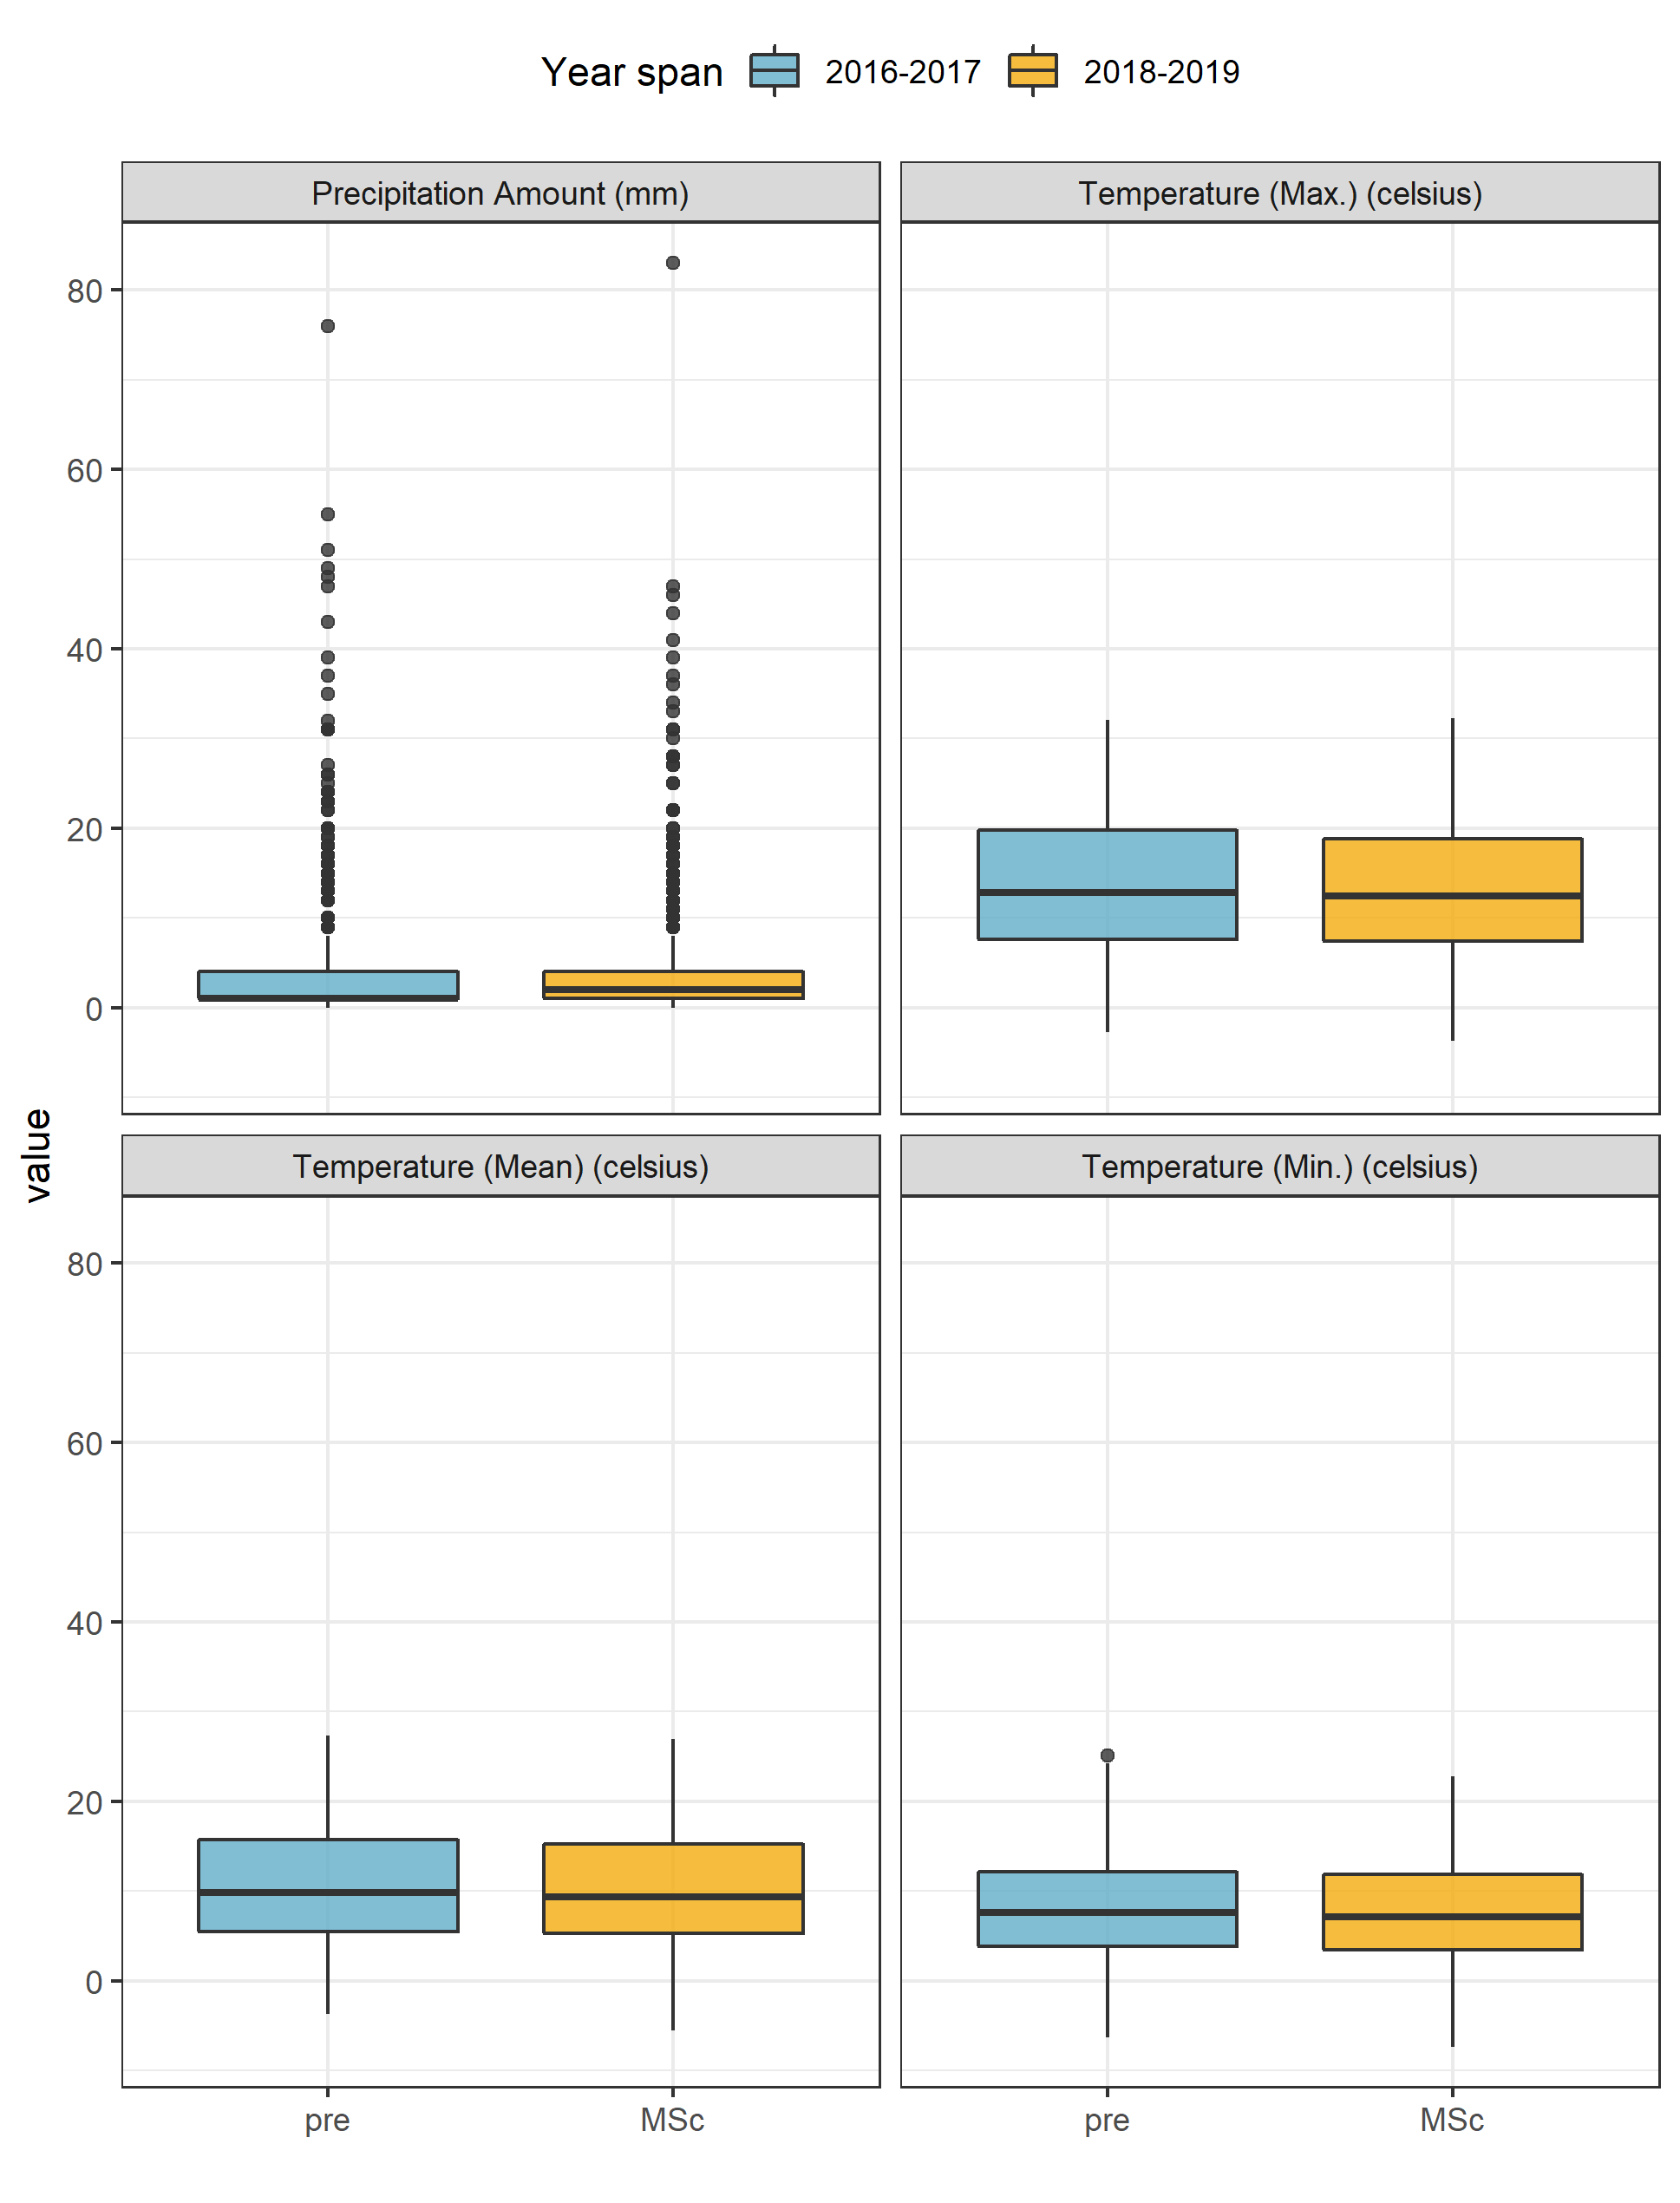 Year span 2016-2017 2018-2019
Precipitation Amount (mm)
Temperature (Max.) (celsius)
80
60
40
20
0
value
Temperature (Mean) (celsius)
Temperature (Min.) (celsius)
80
60
40
20
0
pre MSc pre MSc